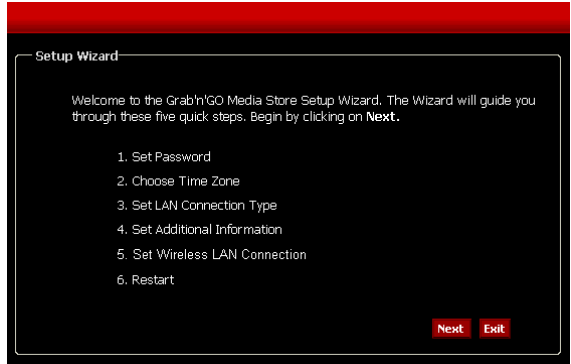 Setup Wizard
Welcome to the Grab'n'GO Media Store Setup Wizard. The Wizard will guide you
through these five quick steps. Begin by clicking on Next.
1. Set Password
2. Choose Time Zone
3. Set LAN Connection Type
4. Set Additional Information
5. Set Wireless LAN Connection
6. Restart
Next Exit